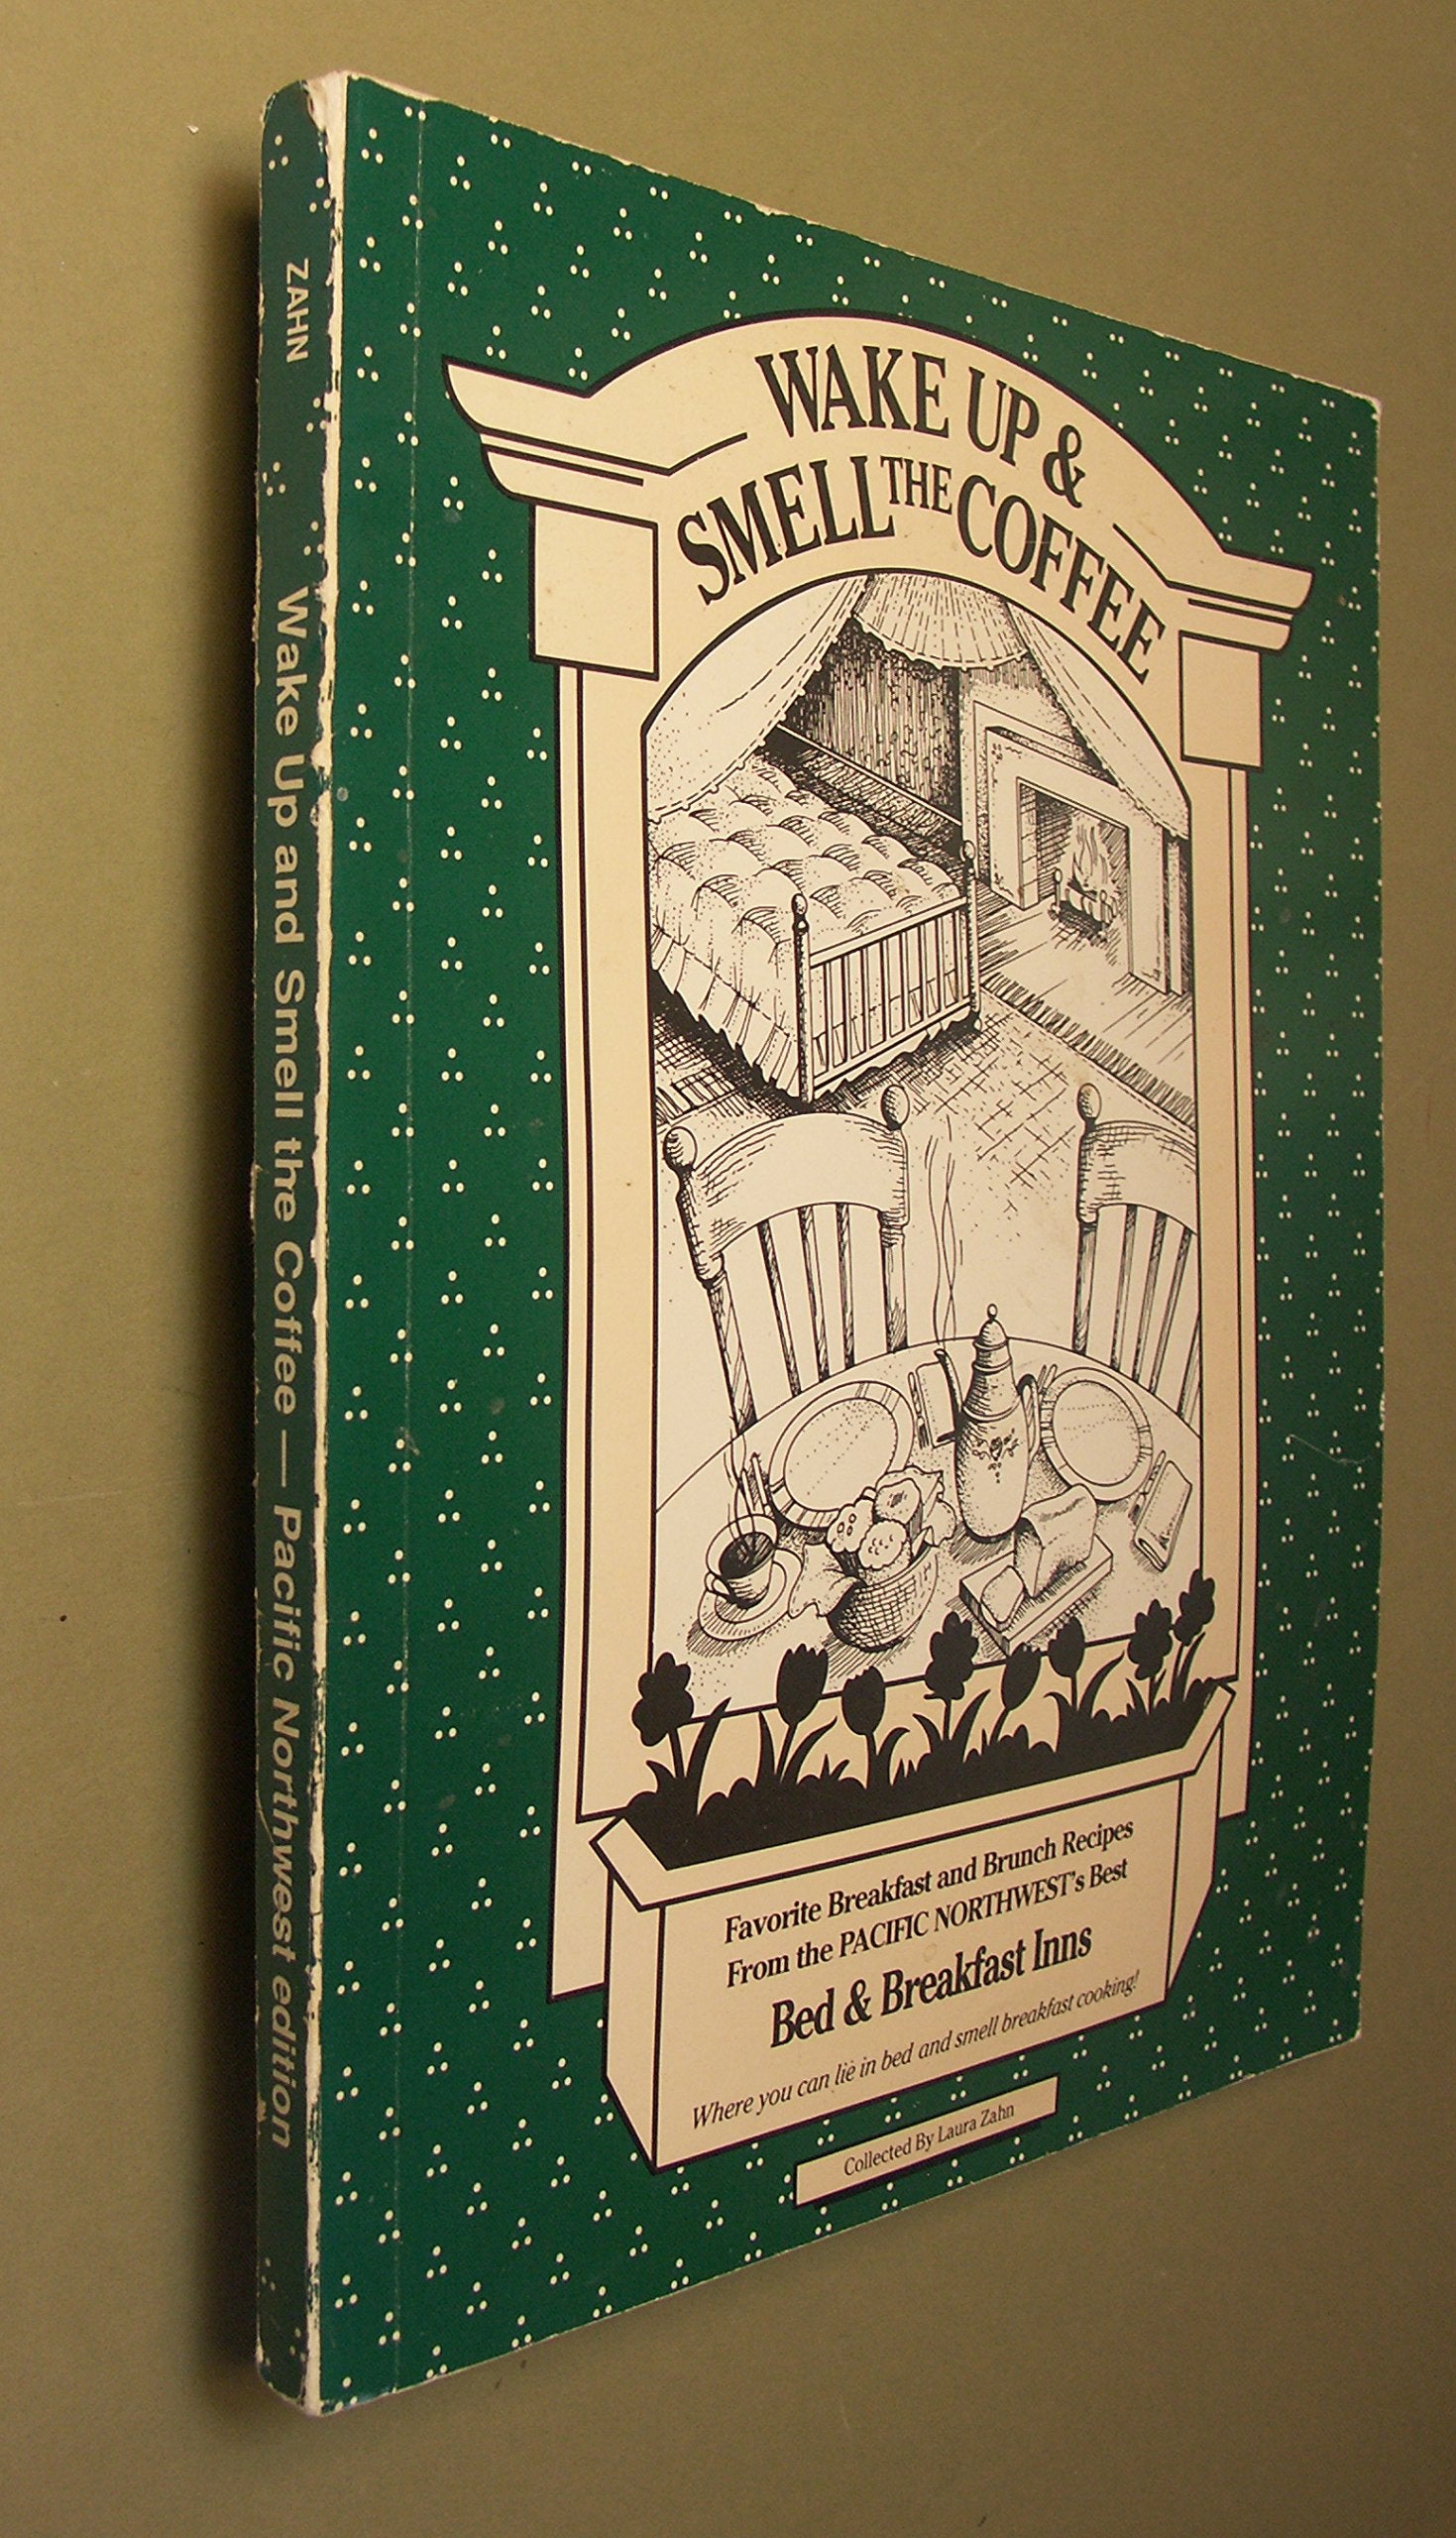 ZAHN
Wake Up and Smell the Coffee — Pacific Northwest edition
WAKE UP &
SMELL THE COFFEE
Favorite Breakfast and Brunch Recipes
From the PACIFIC NORTHWEST's Best
Bed & Breakfast Inns
Where you can lie in bed and smell breakfast cooking!
Collected By Laura Zahn